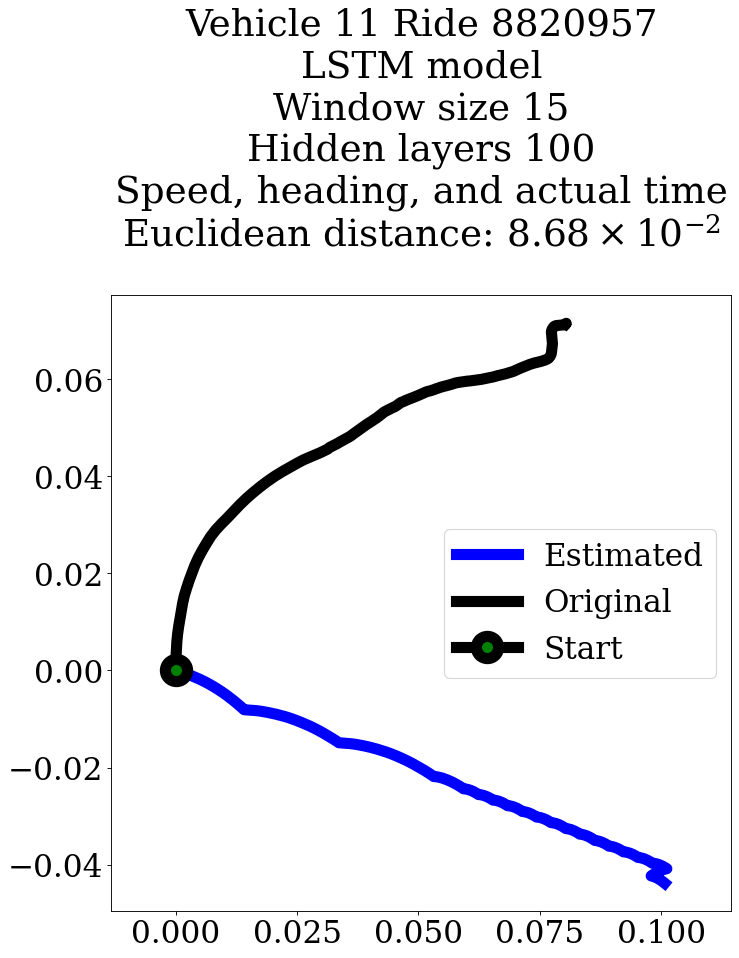 Vehicle 11 Ride 8820957
LSTM model
Window size 15
Hidden layers 100
Speed, heading, and actual time
Euclidean distance: 8.68 × 10⁻²
0.06
0.04
0.02
0.00
−0.02
−0.04
Estimated
Original
Start
0.000 0.025 0.050 0.075 0.100